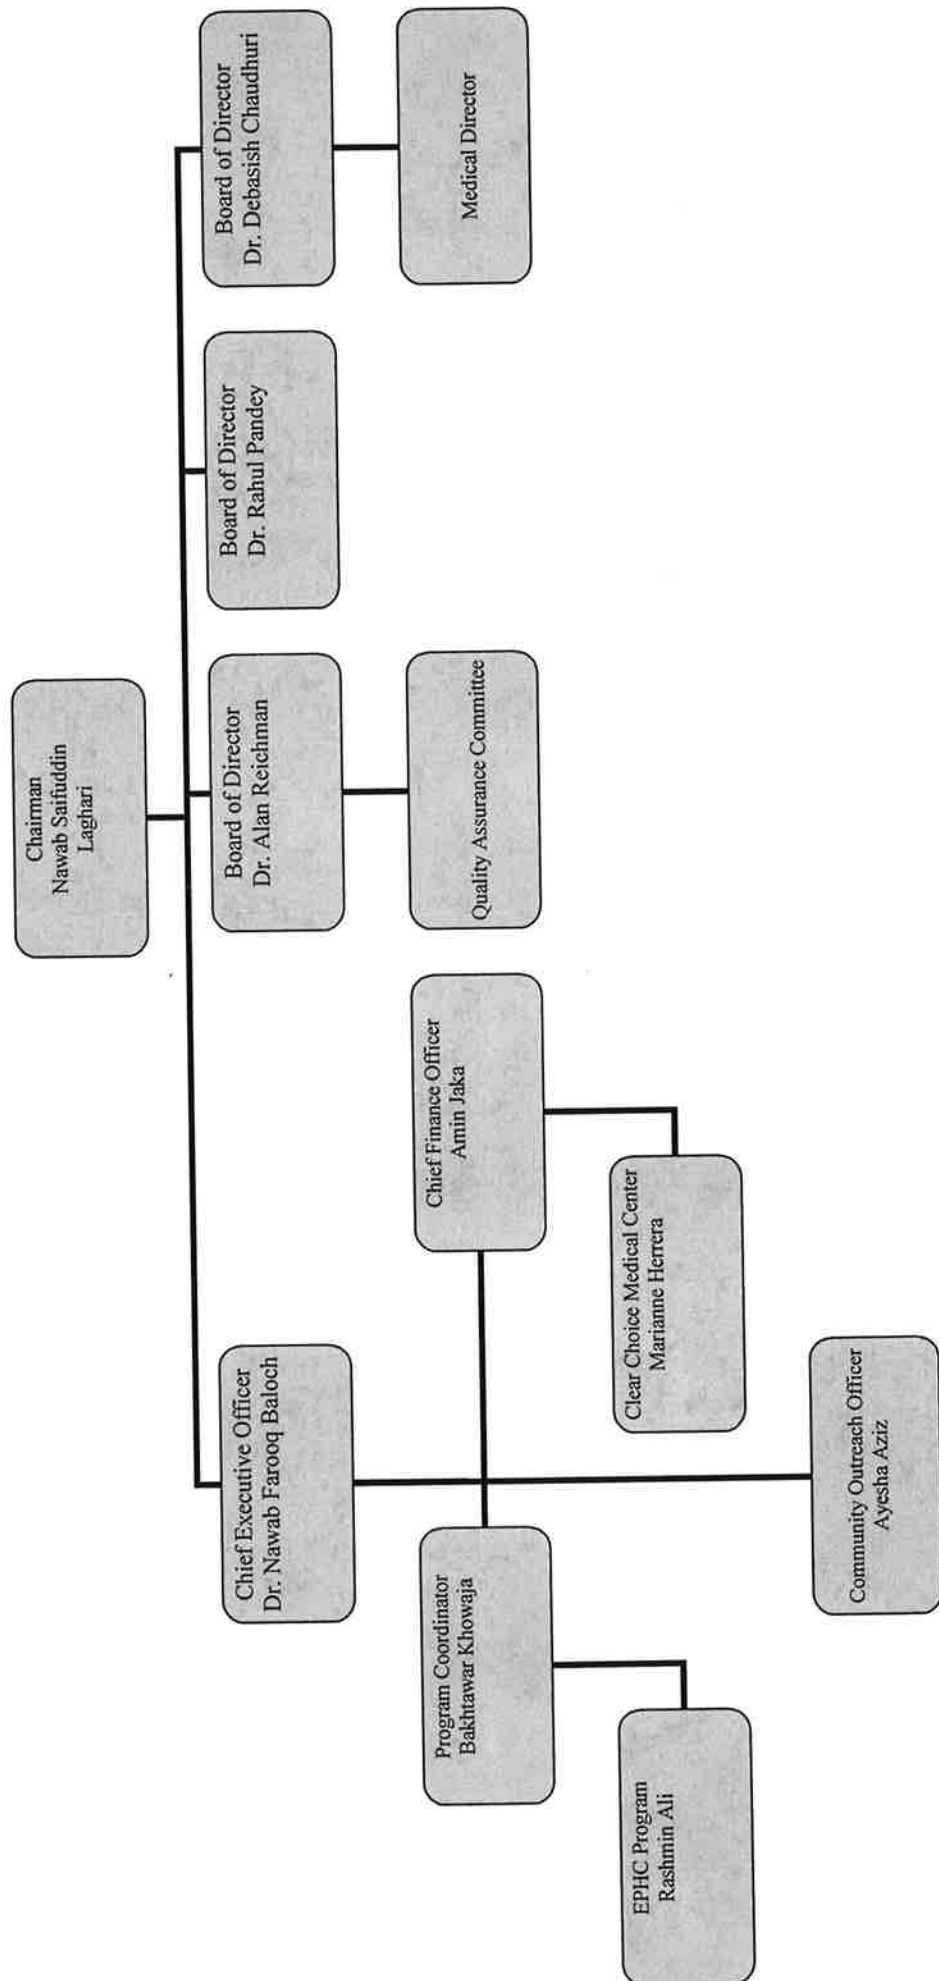 Chairman
Nawab Saifuddin
Laghari
Chief Executive Officer
Dr. Nawab Farooq Baloch
Board of Director
Dr. Alan Reichman
Board of Director
Dr. Rahul Pandey
Board of Director
Dr. Debasish Chaudhuri
Program Coordinator
Bakhtawar Khowaja
Chief Finance Officer
Amin Jaka
Quality Assurance Committee
Medical Director
EPHC Program
Rashmin Ali
Clear Choice Medical Center
Marianne Herrera
Community Outreach Officer
Ayesha Aziz